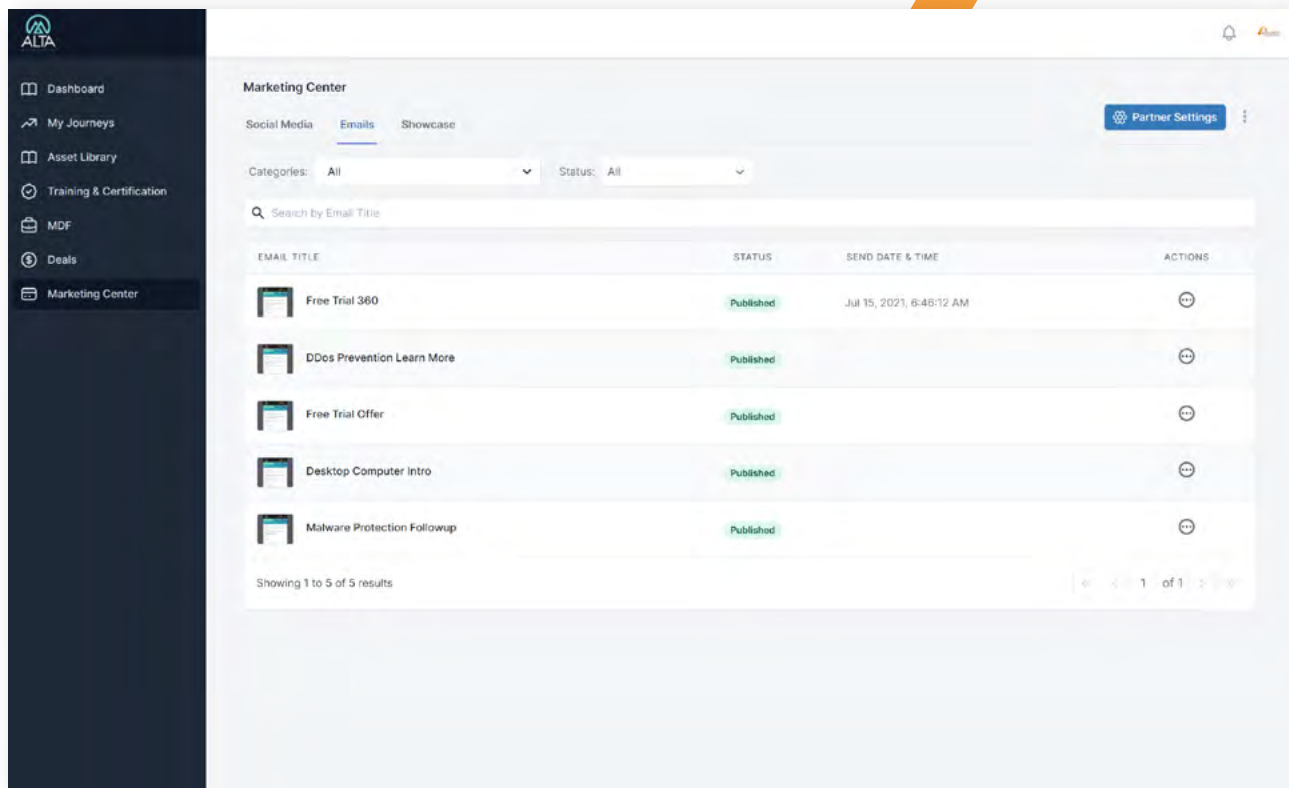 ALTA
Dashboard
My Journeys
Asset Library
Training & Certification
MDF
Deals
Marketing Center
Marketing Center
Social Media Emails Showcase
Partner Settings
Categories: All Status: All
Search by Email Title
EMAIL TITLE STATUS SEND DATE & TIME ACTIONS
Free Trial 360 Published Jul 15, 2021, 6:46:12 AM
DDos Prevention Learn More Published
Free Trial Offer Published
Desktop Computer Intro Published
Malware Protection Followup Published
Showing 1 to 5 of 5 results « < 1 of 1 > »